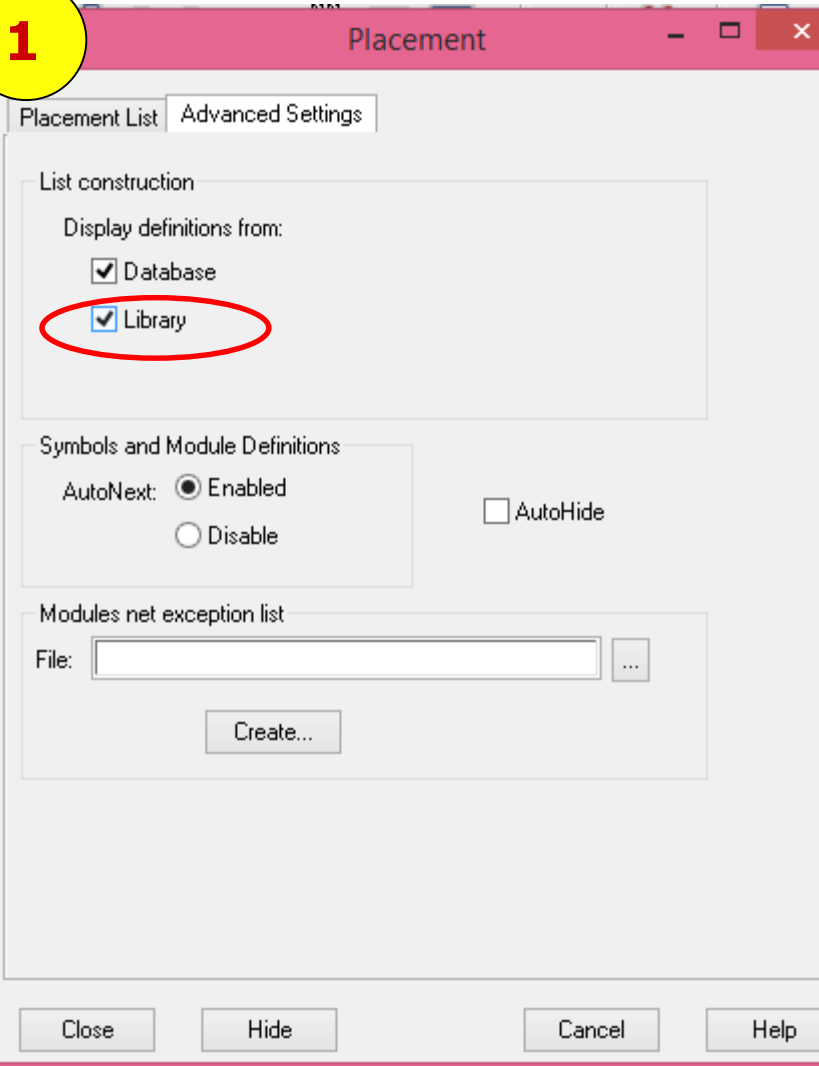 1
Placement
Placement List
Advanced Settings
List construction
Display definitions from:
Database
Library
Symbols and Module Definitions
AutoNext: Enabled
Disable
AutoHide
Modules net exception list
File:
...
Create...
Close
Hide
Cancel
Help